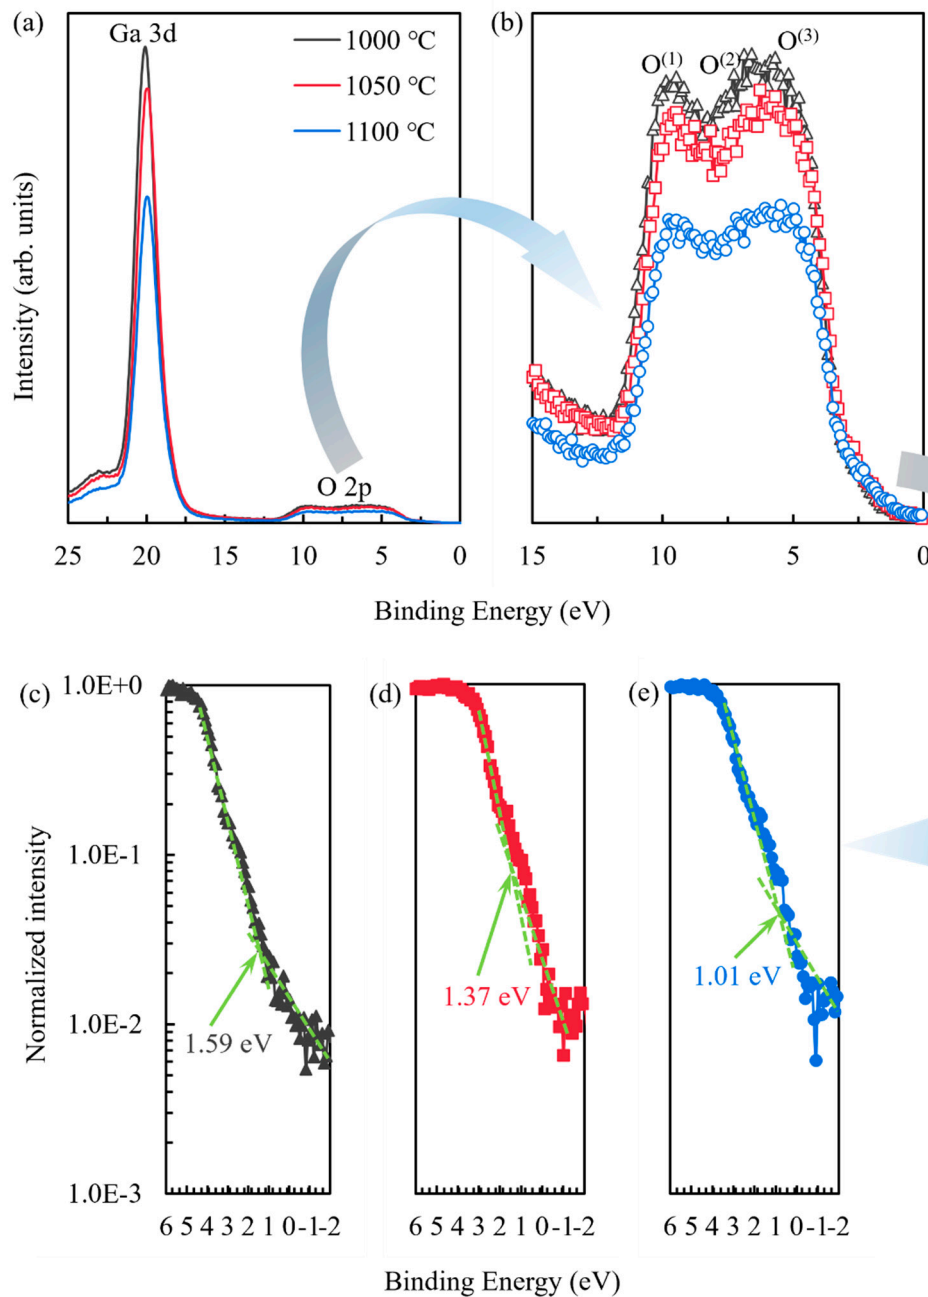 (a)
Ga 3d
1000 °C
1050 °C
1100 °C
O 2p
Intensity (arb. units)
25 20 15 10 5 0
(b)
O(1) O(2) O(3)
15 10 5 0
Binding Energy (eV)
(c)
1.0E+0
1.0E-1
1.0E-2
1.0E-3
Normalized intensity
1.59 eV
6 5 4 3 2 1 0 -1 -2
(d)
1.37 eV
6 5 4 3 2 1 0 -1 -2
(e)
1.01 eV
6 5 4 3 2 1 0 -1 -2
Binding Energy (eV)